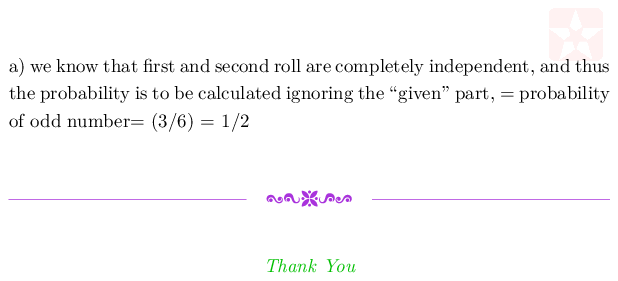 a) we know that first and second roll are completely independent, and thus
the probability is to be calculated ignoring the “given” part, = probability
of odd number= (3/6) = 1/2
Thank You